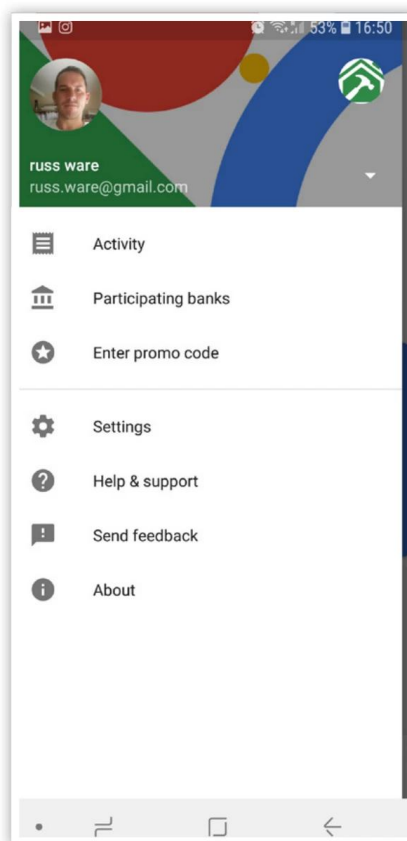 53% 16:50
russ ware
russ.ware@gmail.com
Activity
Participating banks
Enter promo code
Settings
Help & support
Send feedback
About